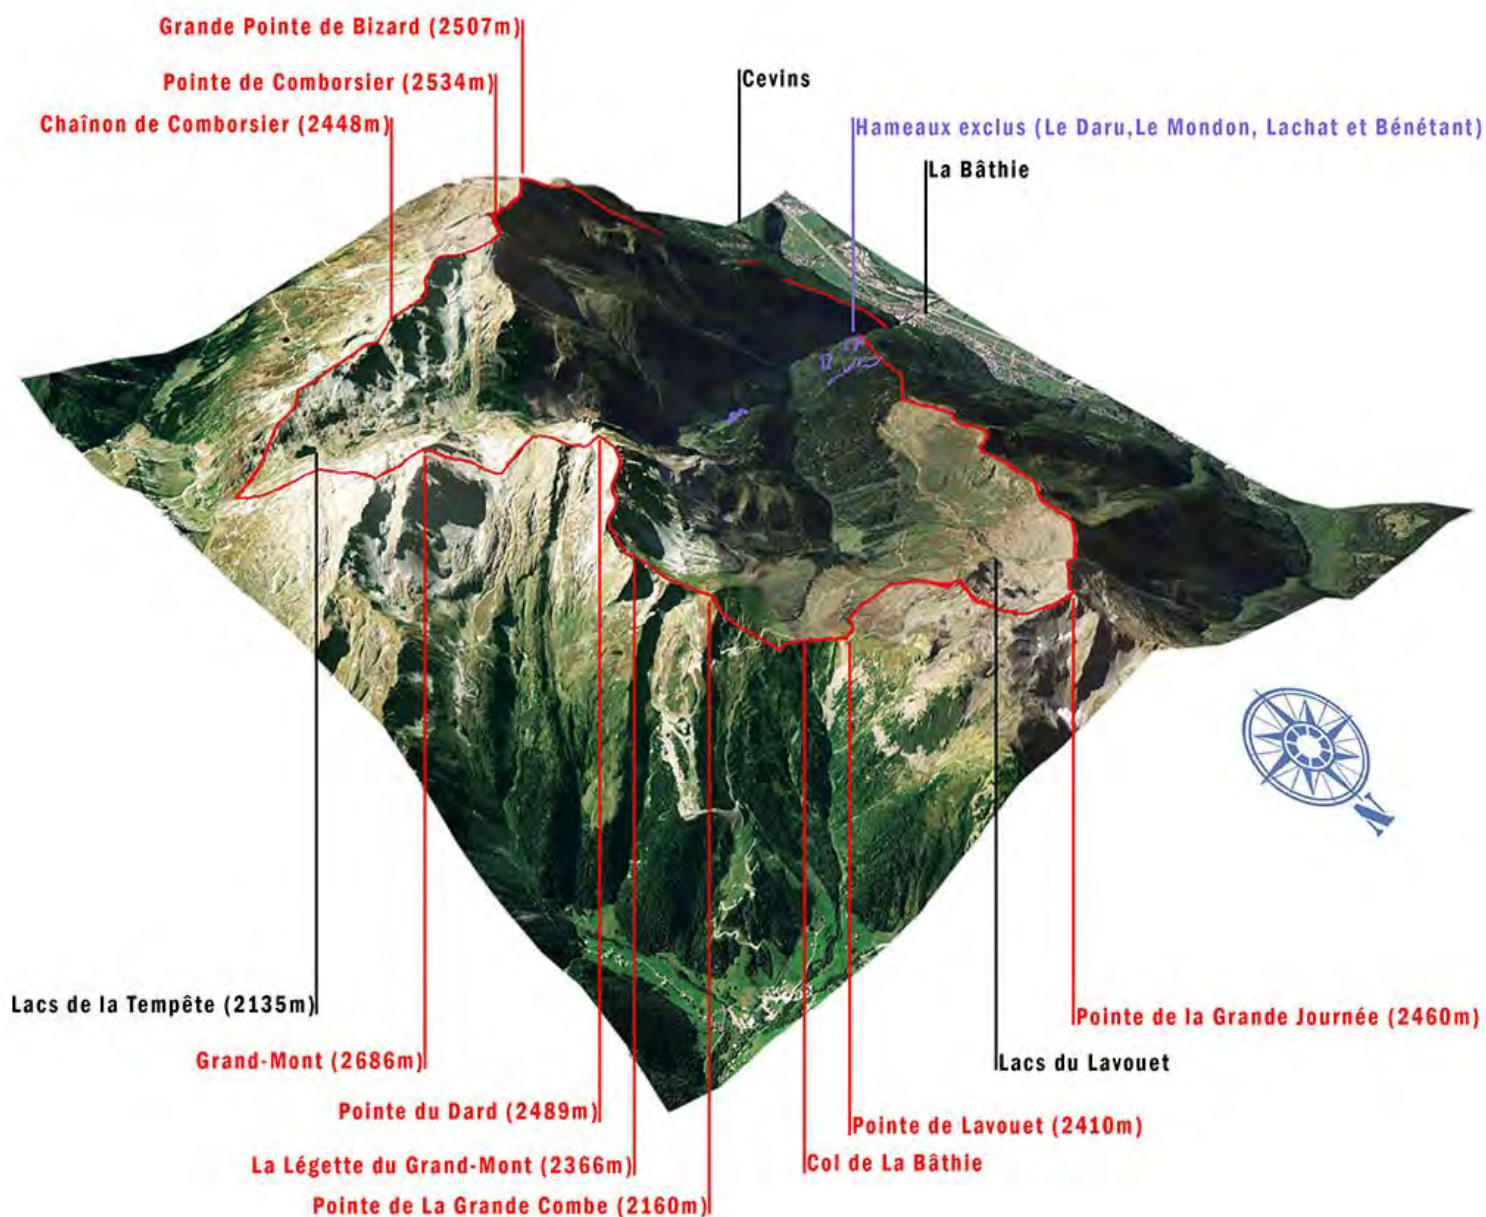 Grande Pointe de Bizard (2507m)
Pointe de Comborsier (2534m)
Cevins
Chaînon de Comborsier (2448m)
Hameaux exclus (Le Daru,Le Mondon, Lachat et Bénétant)
La Bâthie
N
Lacs de la Tempête (2135m)
Pointe de la Grande Journée (2460m)
Grand-Mont (2686m)
Lacs du Lavouet
Pointe du Dard (2489m)
Pointe de Lavouet (2410m)
La Légette du Grand-Mont (2366m)
Col de La Bâthie
Pointe de La Grande Combe (2160m)